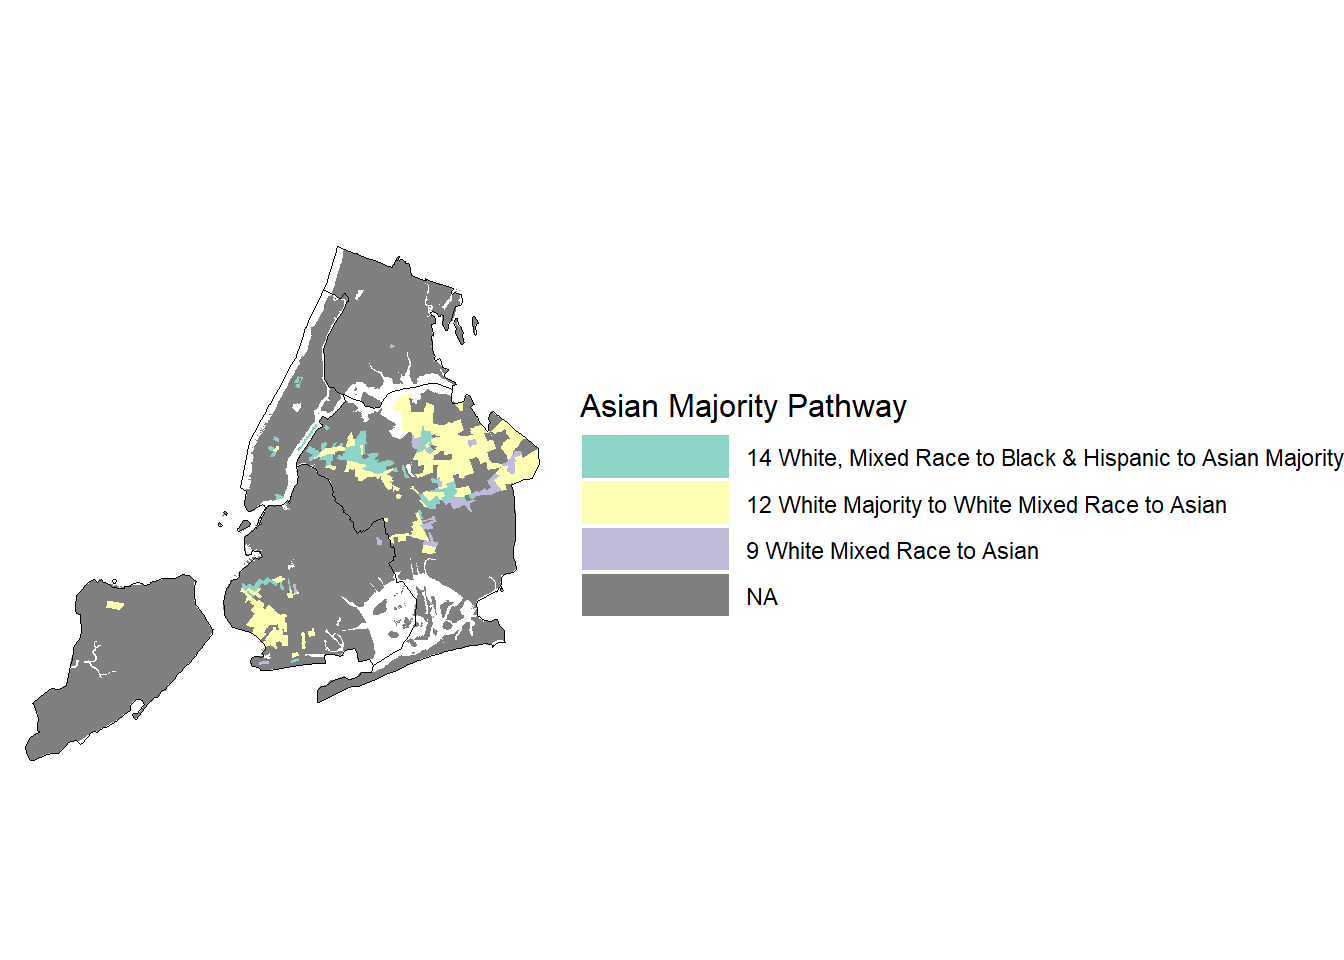 Asian Majority Pathway
14 White, Mixed Race to Black & Hispanic to Asian Majority
12 White Majority to White Mixed Race to Asian
9 White Mixed Race to Asian
NA